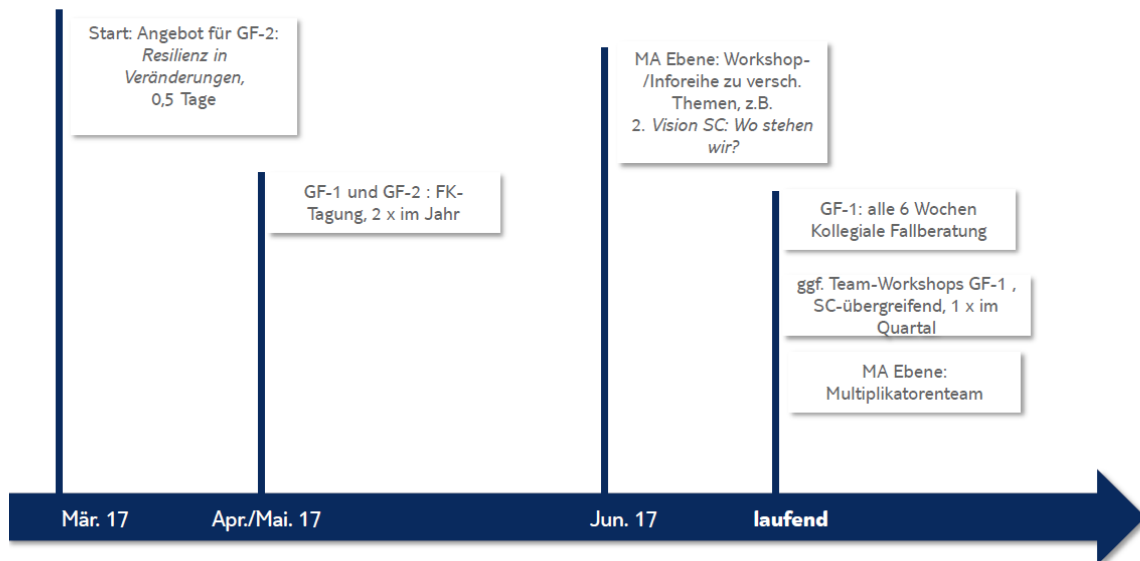 Start: Angebot für GF-2:
Resilienz in
Veränderungen,
0,5 Tage
GF-1 und GF-2 : FK-
Tagung, 2 x im Jahr
MA Ebene: Workshop-
/Inforeihe zu versch.
Themen, z.B.
2. Vision SC: Wo stehen
wir?
GF-1: alle 6 Wochen
Kollegiale Fallberatung
ggf. Team-Workshops GF-1 ,
SC-übergreifend, 1 x im
Quartal
MA Ebene:
Multiplikatorenteam
Mär. 17
Apr./Mai. 17
Jun. 17
laufend